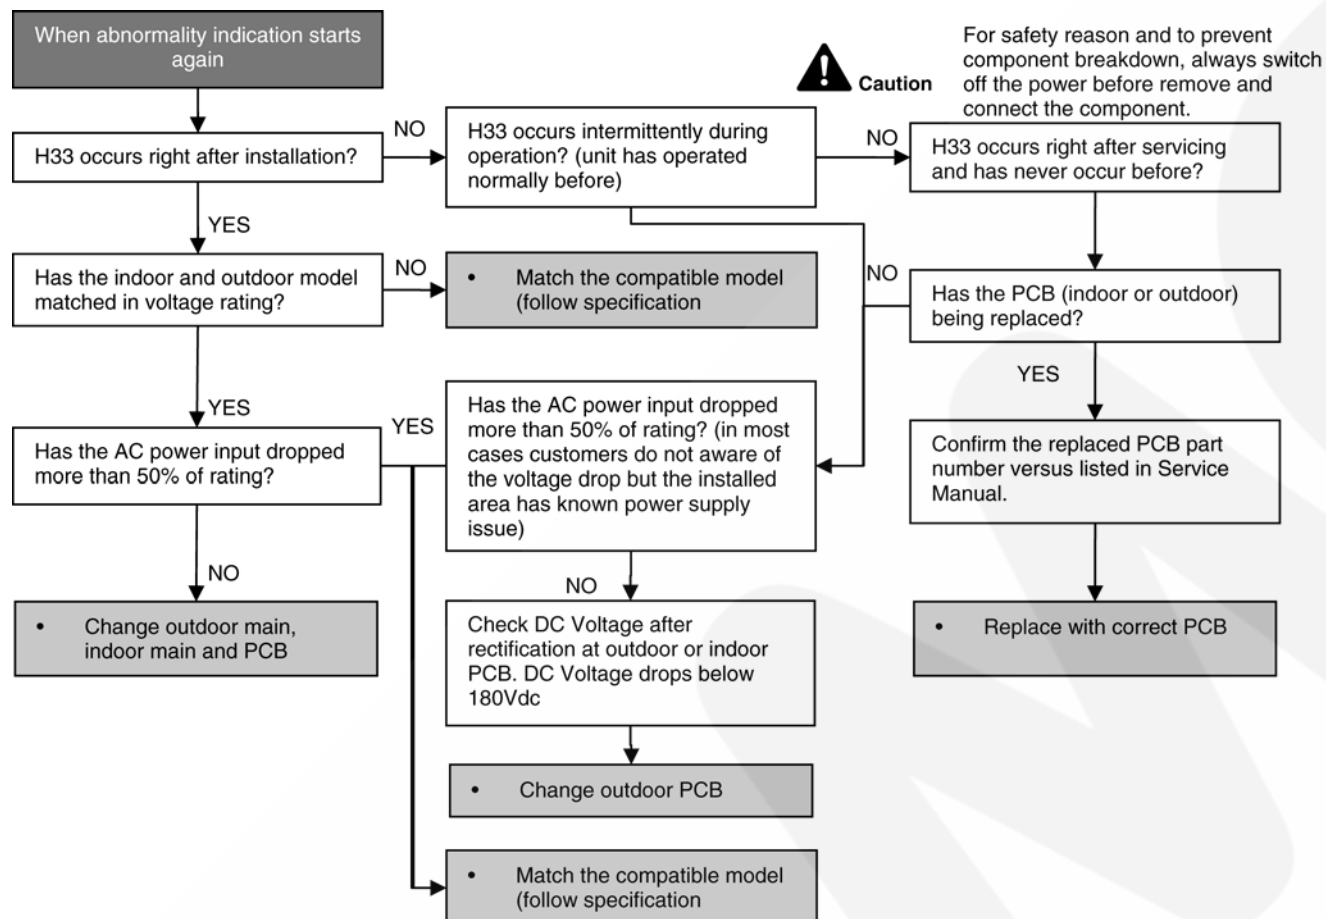 When abnormality indication starts
again
For safety reason and to prevent
component breakdown, always switch
off the power before remove and
connect the component.
Caution
H33 occurs right after installation?
NO
H33 occurs intermittently during
operation? (unit has operated
normally before)
NO
H33 occurs right after servicing
and has never occur before?
YES
Has the indoor and outdoor model
matched in voltage rating?
NO
• Match the compatible model
(follow specification
NO
Has the PCB (indoor or outdoor)
being replaced?
YES
YES
Has the AC power input dropped
more than 50% of rating?
YES
Has the AC power input dropped
more than 50% of rating? (in most
cases customers do not aware of
the voltage drop but the installed
area has known power supply
issue)
Confirm the replaced PCB part
number versus listed in Service
Manual.
NO
NO
• Change outdoor main,
indoor main and PCB
Check DC Voltage after
rectification at outdoor or indoor
PCB. DC Voltage drops below
180Vdc
• Replace with correct PCB
• Change outdoor PCB
• Match the compatible model
(follow specification